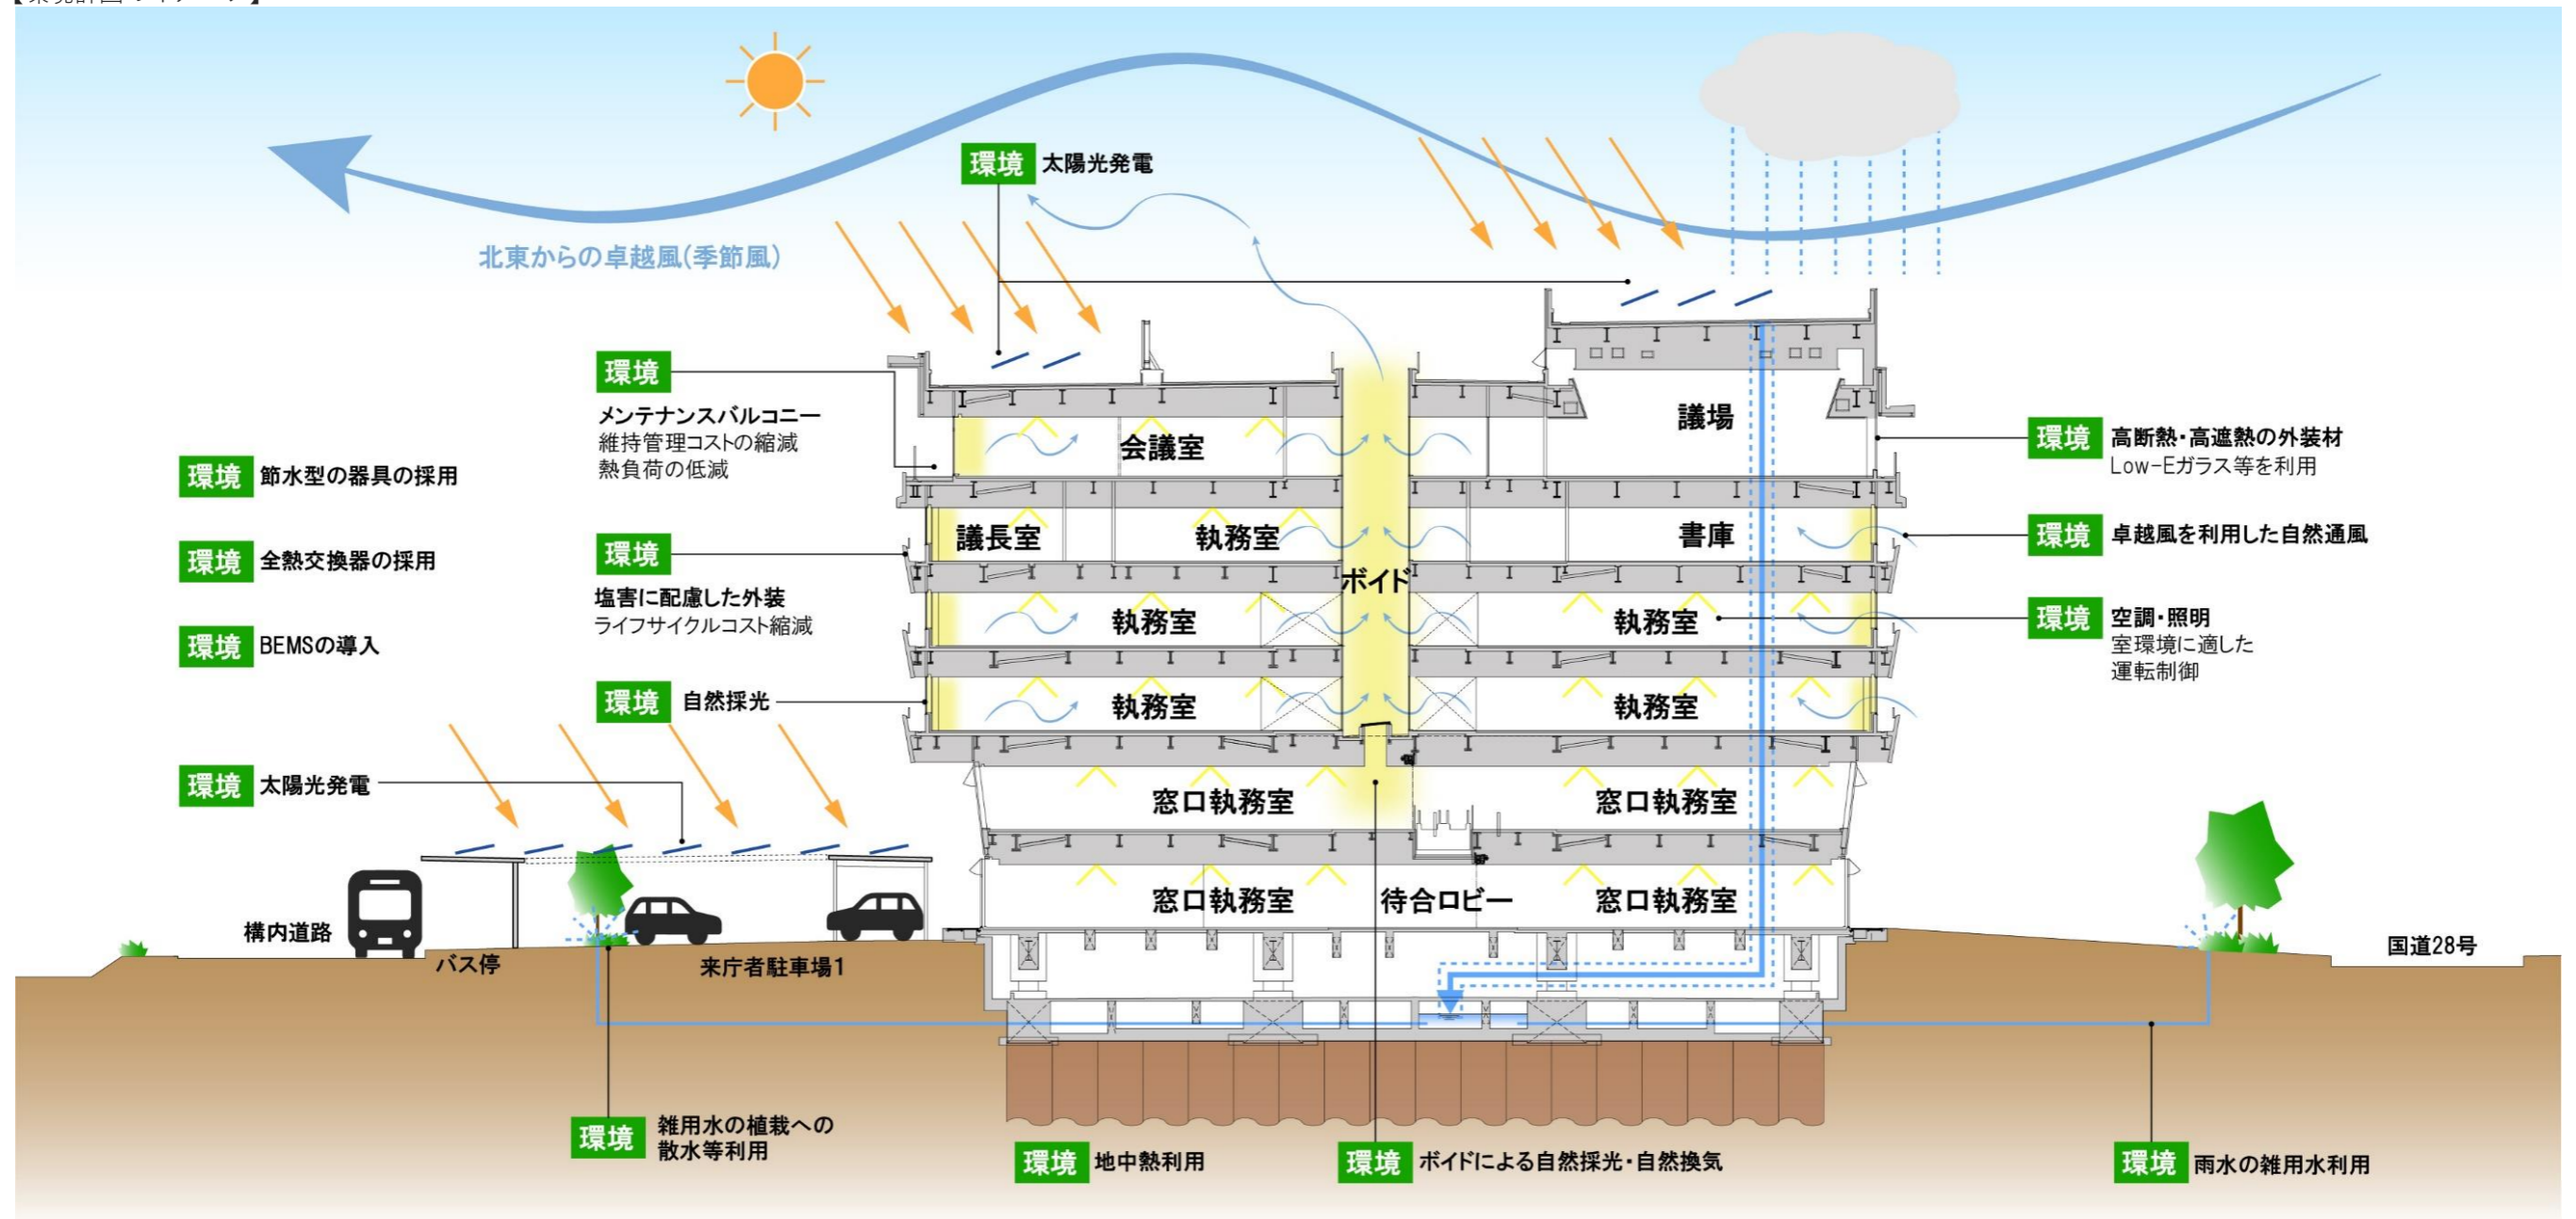 環境 太陽光発電
北東からの卓越風(季節風)
環境
メンテナンスバルコニー
維持管理コストの縮減
熱負荷の低減
環境 節水型の器具の採用
環境 全熱交換器の採用
環境 BEMSの導入
環境
塩害に配慮した外装
ライフサイクルコスト縮減
環境 自然採光
環境 太陽光発電
会議室
議場
議長室
執務室
書庫
ボイド
執務室
執務室
執務室
執務室
窓口執務室
窓口執務室
窓口執務室
待合ロビー
窓口執務室
環境 高断熱・高遮熱の外装材
Low-Eガラス等を利用
環境 卓越風を利用した自然通風
環境 空調・照明
室環境に適した
運転制御
構内道路
バス停
来庁者駐車場1
国道28号
環境 雑用水の植栽への
散水等利用
環境 地中熱利用
環境 ボイドによる自然採光・自然換気
環境 雨水の雑用水利用